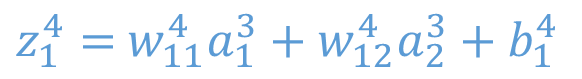 $z_1^4 = w_{11}^4 a_1^3 + w_{12}^4 a_2^3 + b_1^4$